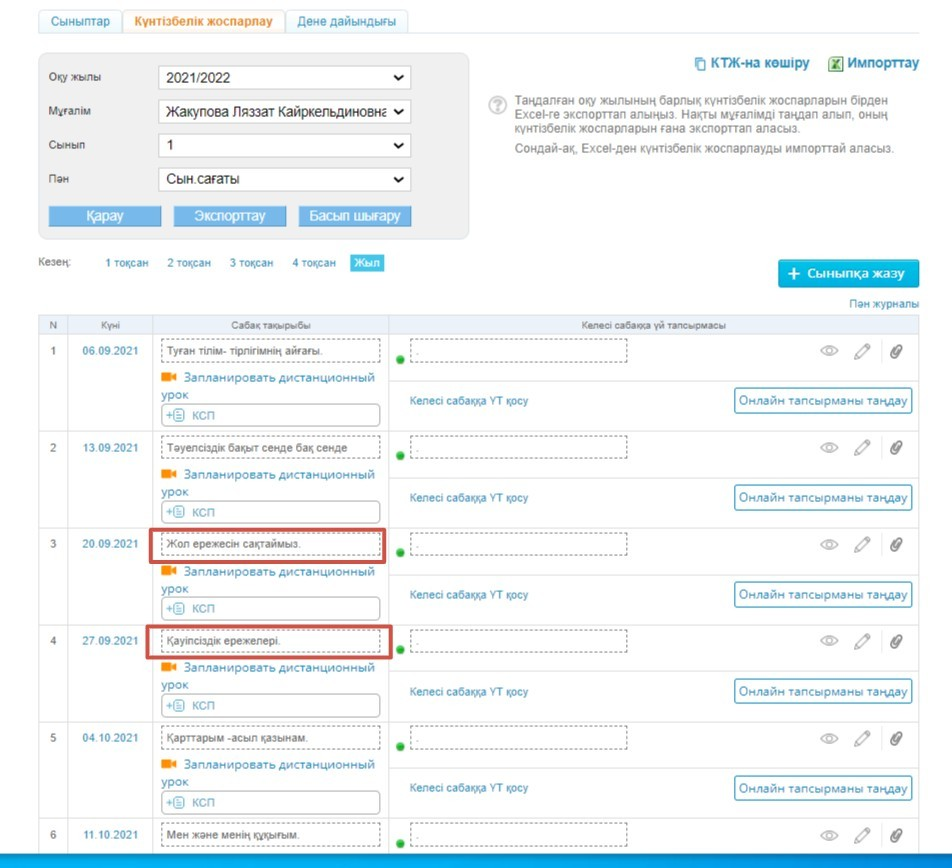 Сыныптар Күнтізбелік жоспарлау Дене дайындығы
Оқу жылы 2021/2022
Мұғалім Жакупова Ляззат Кайркельдиновна
Сынып 1
Пән Сын.сағаты
Қарау Экспорттау Басып шығару
КТЖ-на көшіру Импорттау
Таңдалған оқу жылының барлық күнтізбелік жоспарларын бірден
Excel-ге экспорттап алыңыз. Нақты мұғалімді таңдап алып, оның
күнтізбелік жоспарларын ғана экспорттап аласыз.
Сондай-ақ, Excel-ден күнтізбелік жоспарлауды импорттай аласыз.
Кезең: 1 тоқсан 2 тоқсан 3 тоқсан 4 тоқсан Жыл
+ Сыныпқа жазу
Пән журналы
N Күні Сабақ тақырыбы Келесі сабаққа үй тапсырмасы
1 06.09.2021 Туған тілім- тірлігімнің айғағы. .
Запланировать дистанционный
урок
Келесі сабаққа ҮТ қосу Онлайн тапсырманы таңдау
+ КСП
2 13.09.2021 Тәуелсіздік бақыт сенде бақ сенде .
Запланировать дистанционный
урок
Келесі сабаққа ҮТ қосу Онлайн тапсырманы таңдау
+ КСП
3 20.09.2021 Жол ережесін сақтаймыз. .
Запланировать дистанционный
урок
Келесі сабаққа ҮТ қосу Онлайн тапсырманы таңдау
+ КСП
4 27.09.2021 Қауіпсіздік ережелері. .
Запланировать дистанционный
урок
Келесі сабаққа ҮТ қосу Онлайн тапсырманы таңдау
+ КСП
5 04.10.2021 Қарттарым -асыл қазынам. .
Запланировать дистанционный
урок
Келесі сабаққа ҮТ қосу Онлайн тапсырманы таңдау
+ КСП
6 11.10.2021 Мен және менің құқығым. .